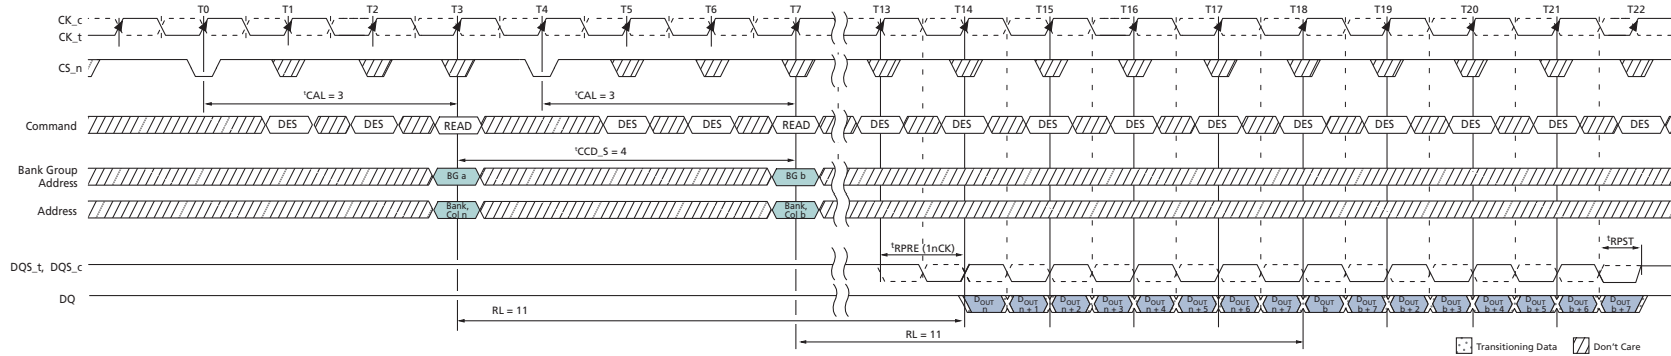 T0 T1 T2 T3 T4 T5 T6 T7 T13 T14 T15 T16 T17 T18 T19 T20 T21 T22
CK_c
CK_t
CS_n
tCAL = 3 tCAL = 3
Command DES DES READ DES DES READ DES DES DES DES DES DES DES DES DES DES
tCCD_S = 4
Bank Group
Address
BG a BG b
Address
Bank,
Col n
Bank,
Col b
tRPRE (1nCK) tRPST
DQS_t, DQS_c
DQ
DOUT
n
DOUT
n + 1
DOUT
n + 2
DOUT
n + 3
DOUT
n + 4
DOUT
n + 5
DOUT
n + 6
DOUT
n + 7
DOUT
b
DOUT
b + 7
DOUT
b + 2
DOUT
b + 3
DOUT
b + 4
DOUT
b + 5
DOUT
b + 6
DOUT
b + 7
RL = 11
RL = 11
Transitioning Data Don't Care